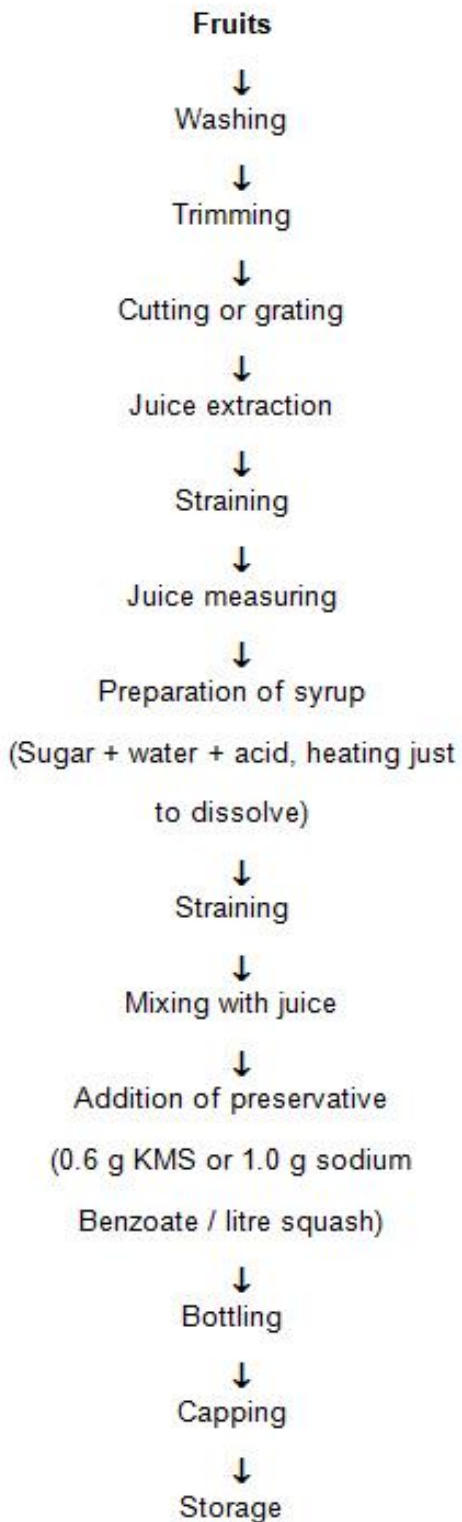 Fruits
↓
Washing
↓
Trimming
↓
Cutting or grating
↓
Juice extraction
↓
Straining
↓
Juice measuring
↓
Preparation of syrup
(Sugar + water + acid, heating just
to dissolve)
↓
Straining
↓
Mixing with juice
↓
Addition of preservative
(0.6 g KMS or 1.0 g sodium
Benzoate / litre squash)
↓
Bottling
↓
Capping
↓
Storage